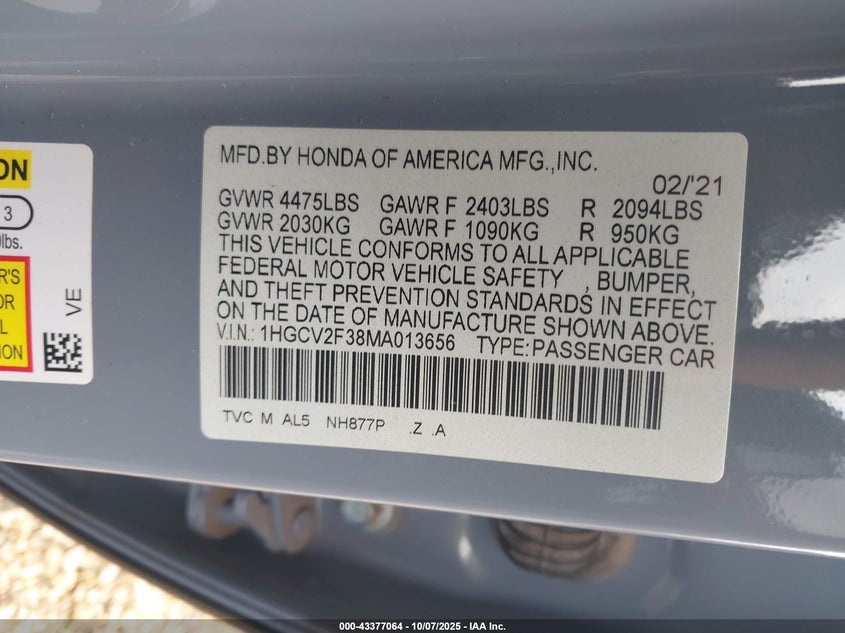 ON
3
lbs.
R'S
OR
L
ION
VE
MFD.BY HONDA OF AMERICA MFG.,INC.
02/'21
GVWR 4475LBS GAWR F 2403LBS R 2094LBS
GVWR 2030KG GAWR F 1090KG R 950KG
THIS VEHICLE CONFORMS TO ALL APPLICABLE
FEDERAL MOTOR VEHICLE SAFETY , BUMPER,
AND THEFT PREVENTION STANDARDS IN EFFECT
ON THE DATE OF MANUFACTURE SHOWN ABOVE.
V.I.N.: 1HGCV2F38MA013656 TYPE:PASSENGER CAR
TVC M AL5 NH877P .Z .A
000-43377064 | 10/07/2025 | IAA Inc.